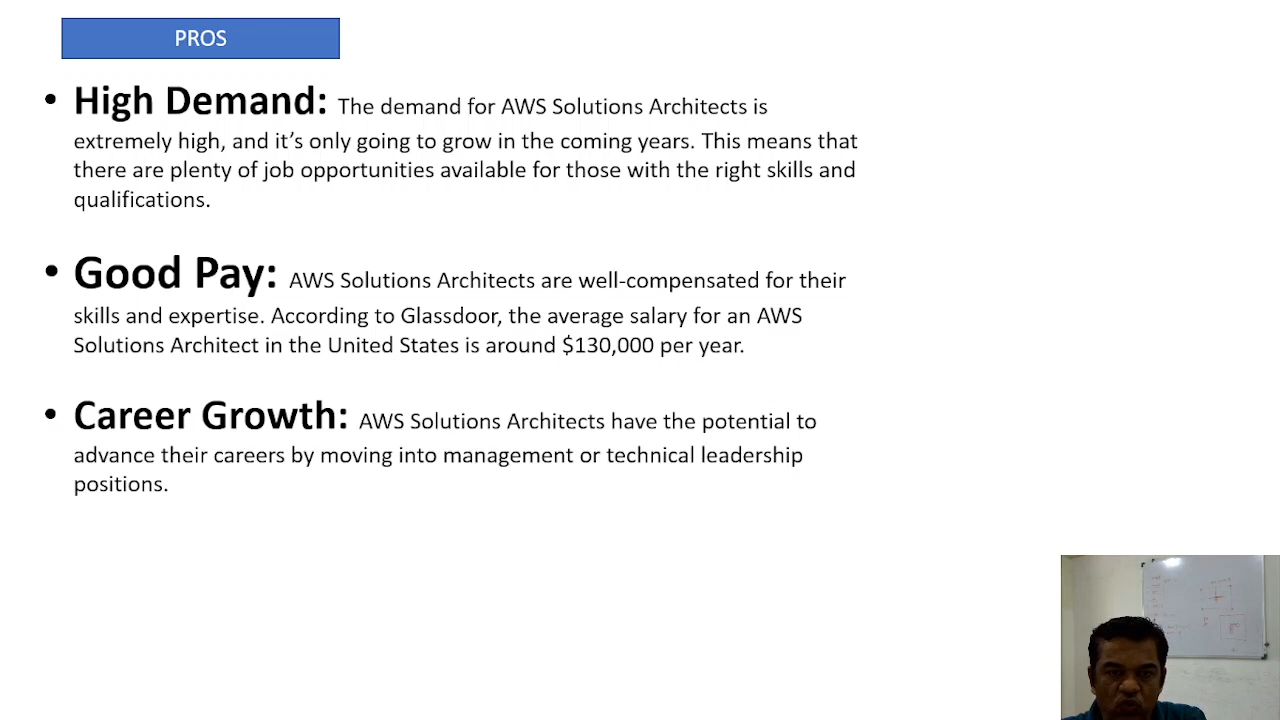 PROS
• High Demand: The demand for AWS Solutions Architects is
extremely high, and it’s only going to grow in the coming years. This means that
there are plenty of job opportunities available for those with the right skills and
qualifications.
• Good Pay: AWS Solutions Architects are well-compensated for their
skills and expertise. According to Glassdoor, the average salary for an AWS
Solutions Architect in the United States is around $130,000 per year.
• Career Growth: AWS Solutions Architects have the potential to
advance their careers by moving into management or technical leadership
positions.